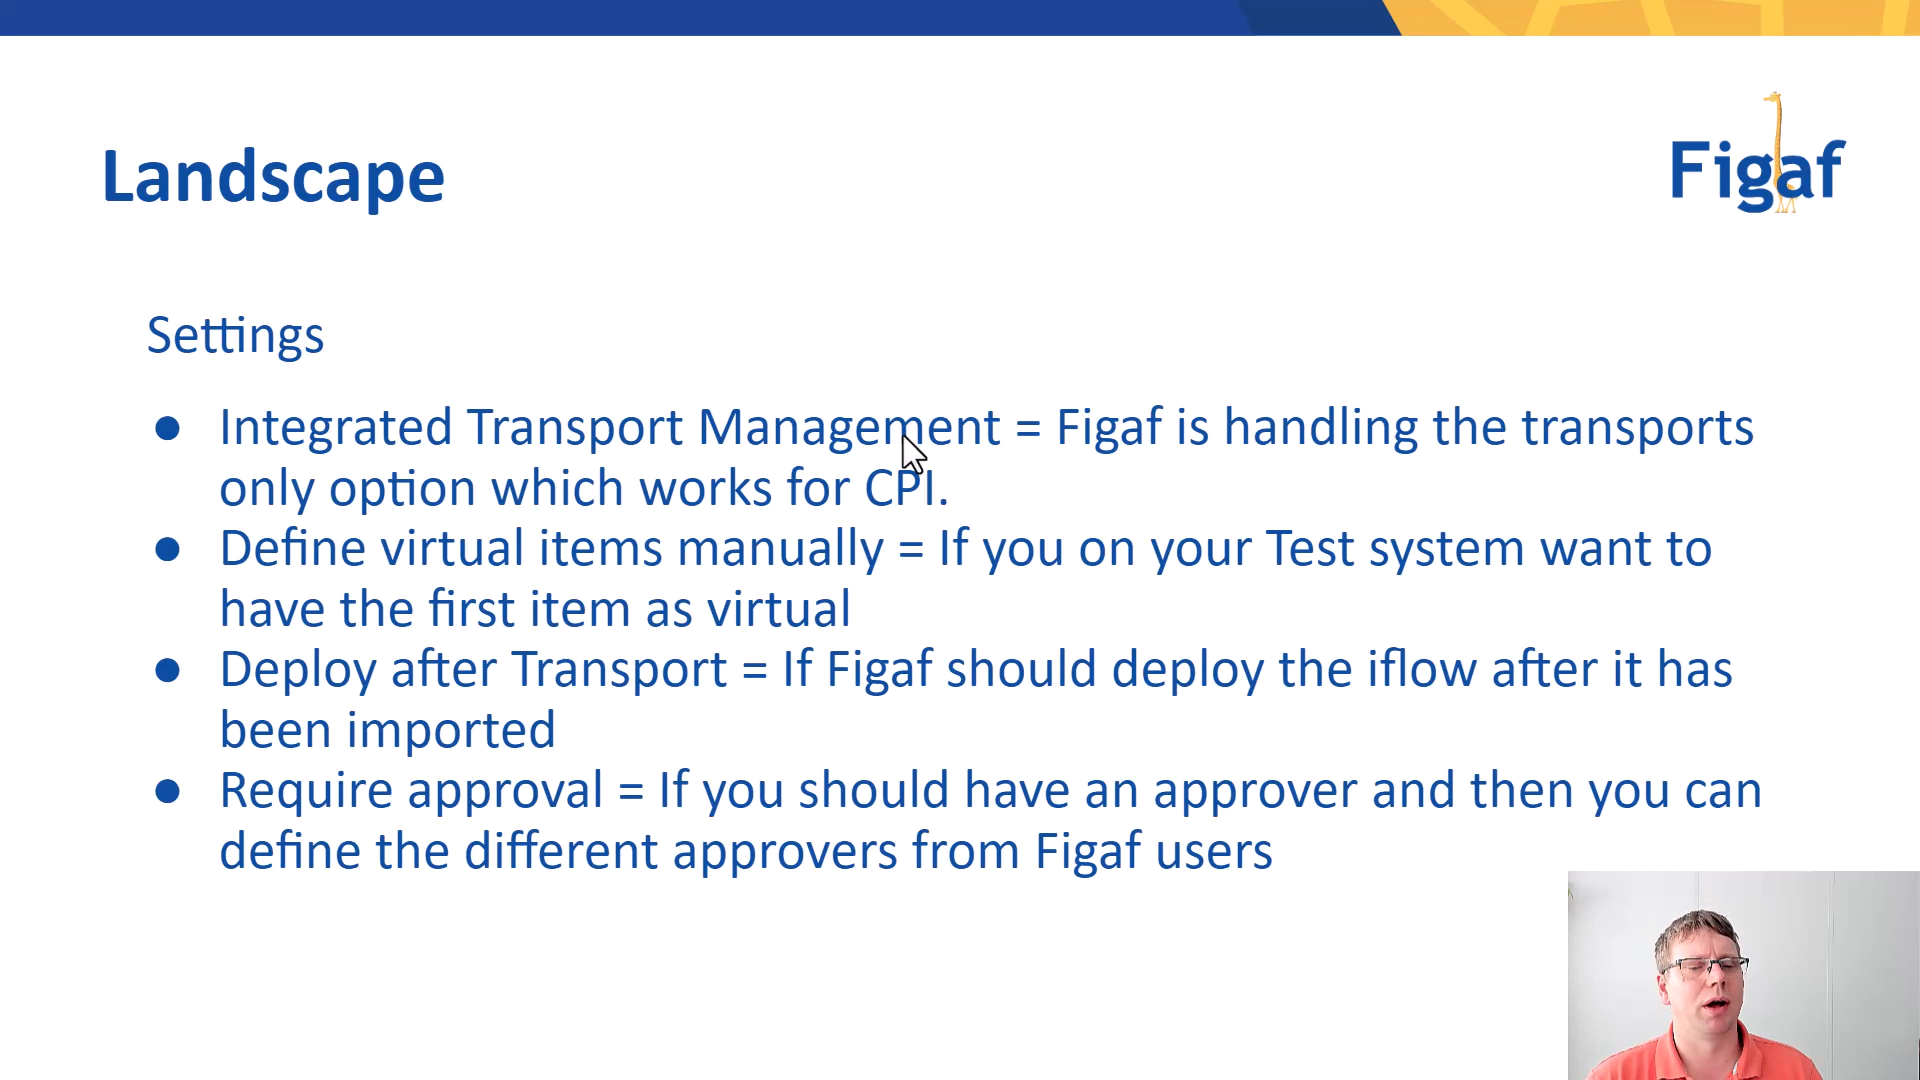 Landscape
Figaf
Settings
● Integrated Transport Management = Figaf is handling the transports
only option which works for CPI.
● Define virtual items manually = If you on your Test system want to
have the first item as virtual
● Deploy after Transport = If Figaf should deploy the iflow after it has
been imported
● Require approval = If you should have an approver and then you can
define the different approvers from Figaf users